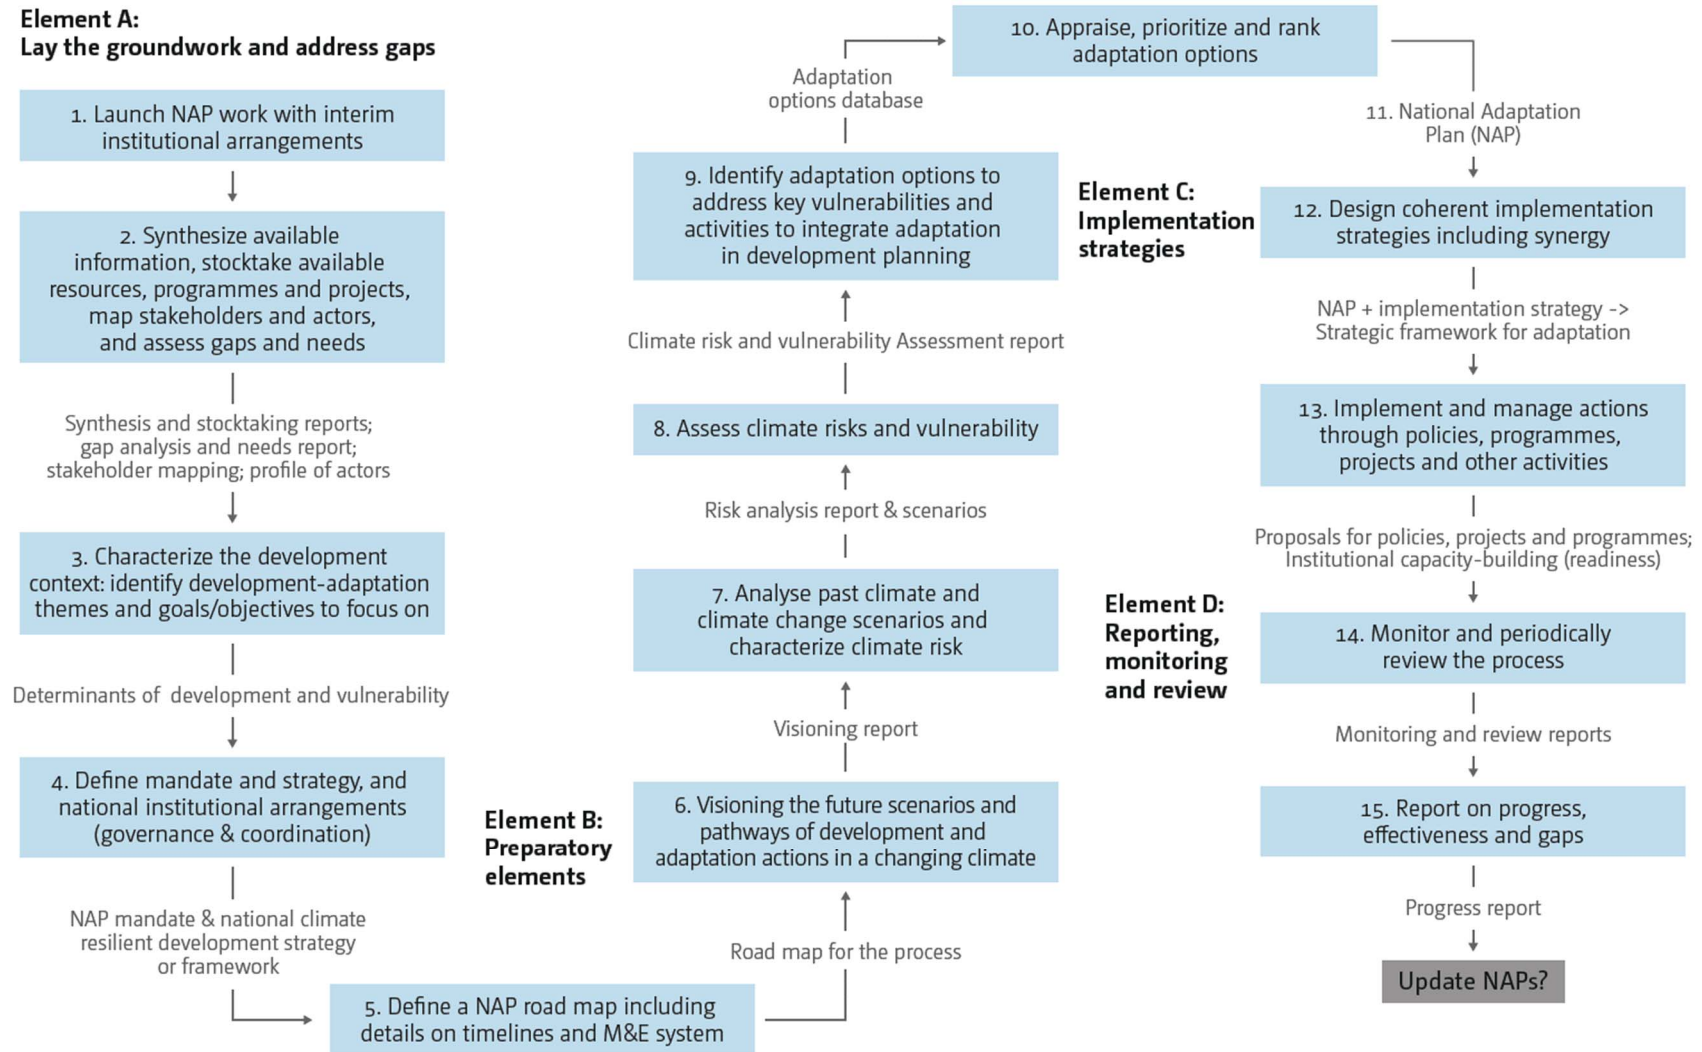 Element A:
Lay the groundwork and address gaps
1. Launch NAP work with interim
institutional arrangements
2. Synthesize available
information, stocktake available
resources, programmes and projects,
map stakeholders and actors,
and assess gaps and needs
Synthesis and stocktaking reports;
gap analysis and needs report;
stakeholder mapping; profile of actors
3. Characterize the development
context: identify development-adaptation
themes and goals/objectives to focus on
Determinants of development and vulnerability
4. Define mandate and strategy, and
national institutional arrangements
(governance & coordination)
NAP mandate & national climate
resilient development strategy
or framework
5. Define a NAP road map including
details on timelines and M&E system
Road map for the process
Element B:
Preparatory
elements
6. Visioning the future scenarios and
pathways of development and
adaptation actions in a changing climate
Visioning report
7. Analyse past climate and
climate change scenarios and
characterize climate risk
Risk analysis report & scenarios
8. Assess climate risks and vulnerability
Climate risk and vulnerability Assessment report
9. Identify adaptation options to
address key vulnerabilities and
activities to integrate adaptation
in development planning
Adaptation
options database
10. Appraise, prioritize and rank
adaptation options
11. National Adaptation
Plan (NAP)
Element C:
Implementation
strategies
12. Design coherent implementation
strategies including synergy
NAP + implementation strategy ->
Strategic framework for adaptation
13. Implement and manage actions
through policies, programmes,
projects and other activities
Proposals for policies, projects and programmes;
Institutional capacity-building (readiness)
Element D:
Reporting,
monitoring
and review
14. Monitor and periodically
review the process
Monitoring and review reports
15. Report on progress,
effectiveness and gaps
Progress report
Update NAPs?